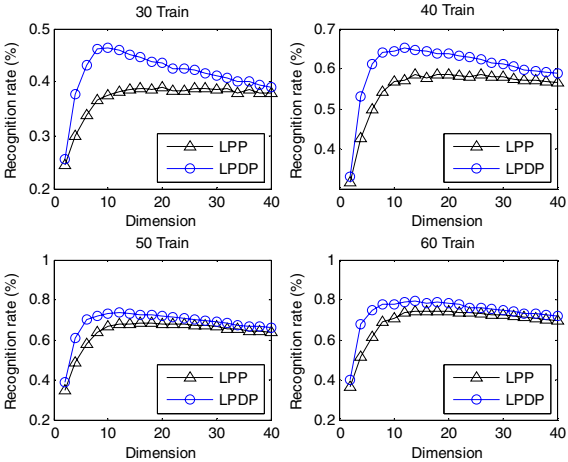 30 Train
Recognition rate (%)
0.5
0.4
0.3
0.2
0 10 20 30 40
Dimension
LPP
LPDP
40 Train
Recognition rate (%)
0.7
0.6
0.5
0.4
0 10 20 30 40
Dimension
LPP
LPDP
50 Train
Recognition rate (%)
1
0.8
0.6
0.4
0.2
0 10 20 30 40
Dimension
LPP
LPDP
60 Train
Recognition rate (%)
1
0.8
0.6
0.4
0.2
0 10 20 30 40
Dimension
LPP
LPDP